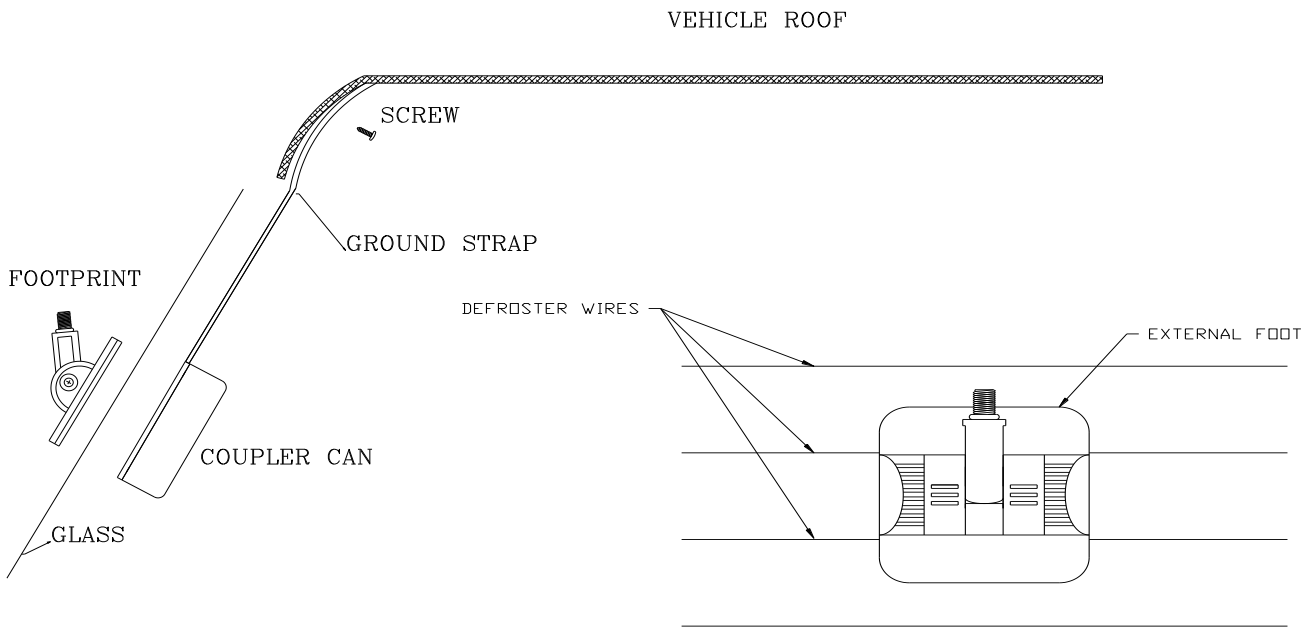 VEHICLE ROOF
SCREW
GROUND STRAP
FOOTPRINT
DEFROSTER WIRES
EXTERNAL FOOT
COUPLER CAN
GLASS